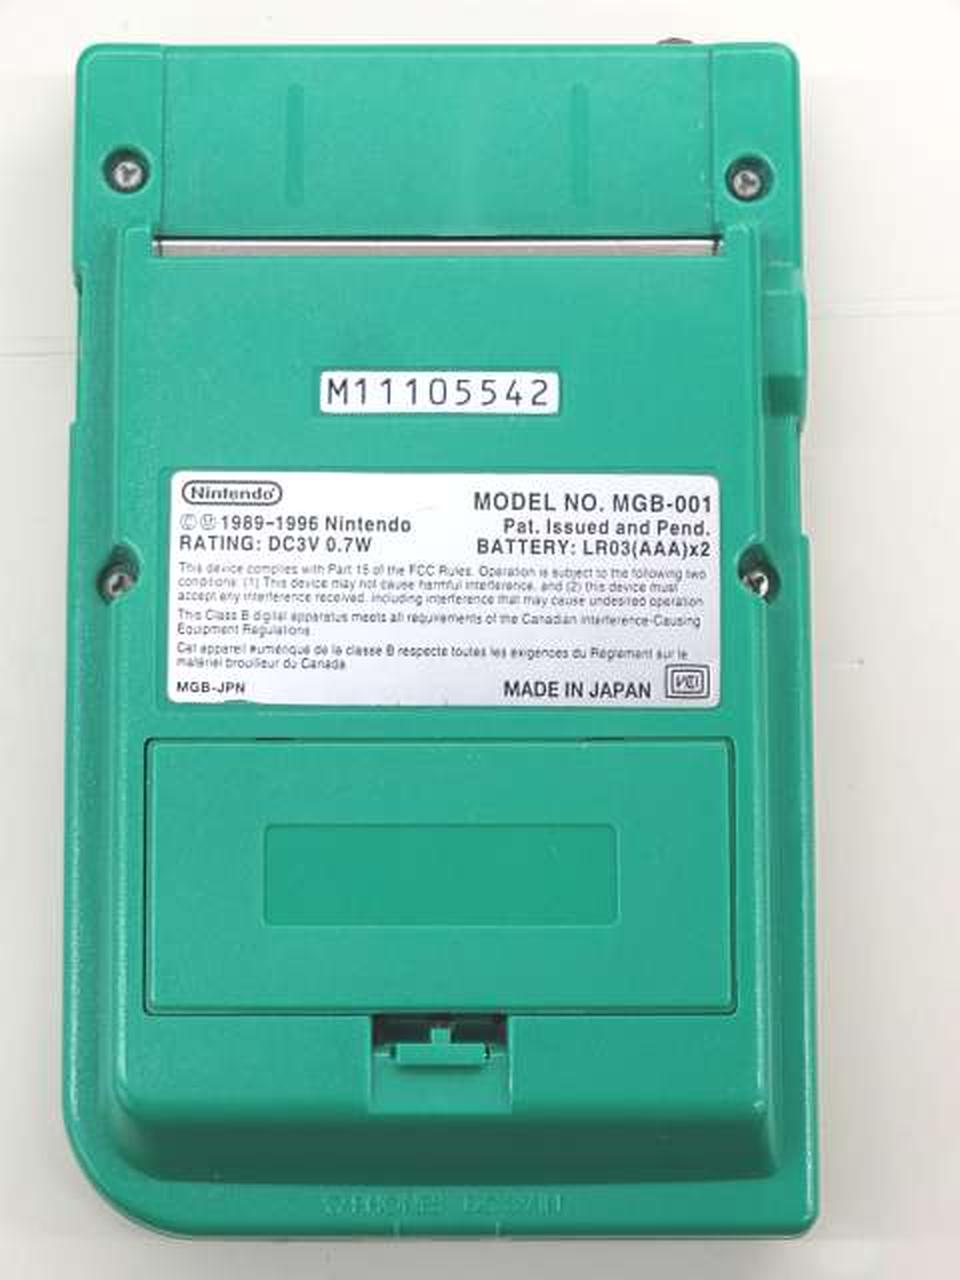 M11105542
Nintendo
MODEL NO. MGB-001
©Ⓜ 1989-1996 Nintendo
Pat. Issued and Pend.
RATING: DC3V 0.7W
BATTERY: LR03(AAA)x2
This device complies with Part 15 of the FCC Rules. Operation is subject to the following two
conditions: (1) This device may not cause harmful interference, and (2) this device must
accept any interference received, including interference that may cause undesired operation.
This Class B digital apparatus meets all requirements of the Canadian Interference-Causing
Equipment Regulations.
Cet appareil numérique de la classe B respecte toutes les exigences du Règlement sur le
matériel brouilleur du Canada.
MGB-JPN
MADE IN JAPAN
VCI